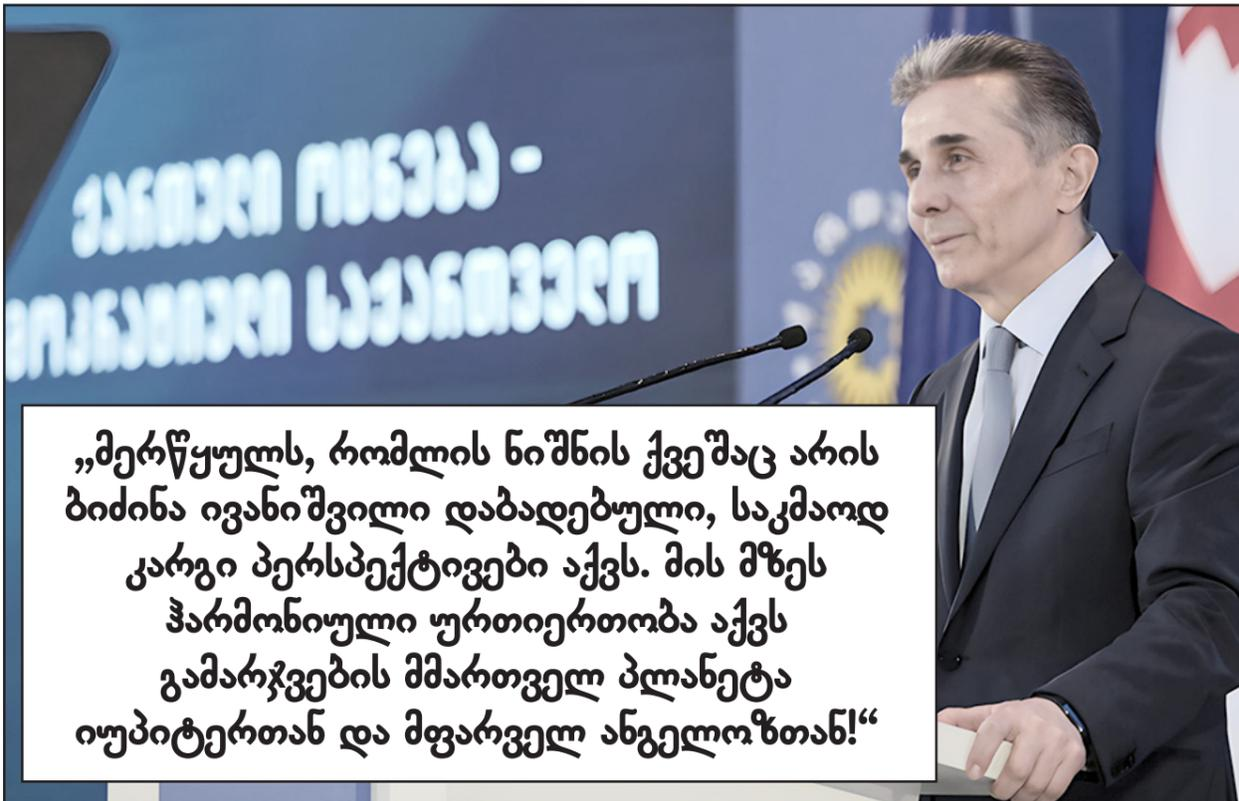 ქართული ოცნება -
საქართველო
„მერწყულს, რომლის ნიშნის ქვეშაც არის
ბიძინა ივანიშვილი დაბადებული, საკმაოდ
კარგი პერსპექტივები აქვს. მის მზეს
ჰარმონიული ურთიერთობა აქვს
გამარჯვების მმართველ პლანეტა
იუპიტერთან და მფარველ ანგელოზთან!“